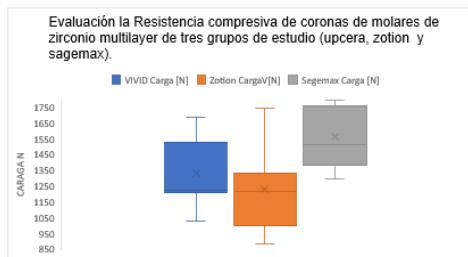 Evaluación la Resistencia compresiva de coronas de molares de
zirconio multilayer de tres grupos de estudio (upcera, zotion y
sagemax).
VIVID Carga [N] Zotion CargaV[N] Segemax Carga [N]
1750
1650
1550
1450
1350
1250
1150
1050
950
850
CARAGA N